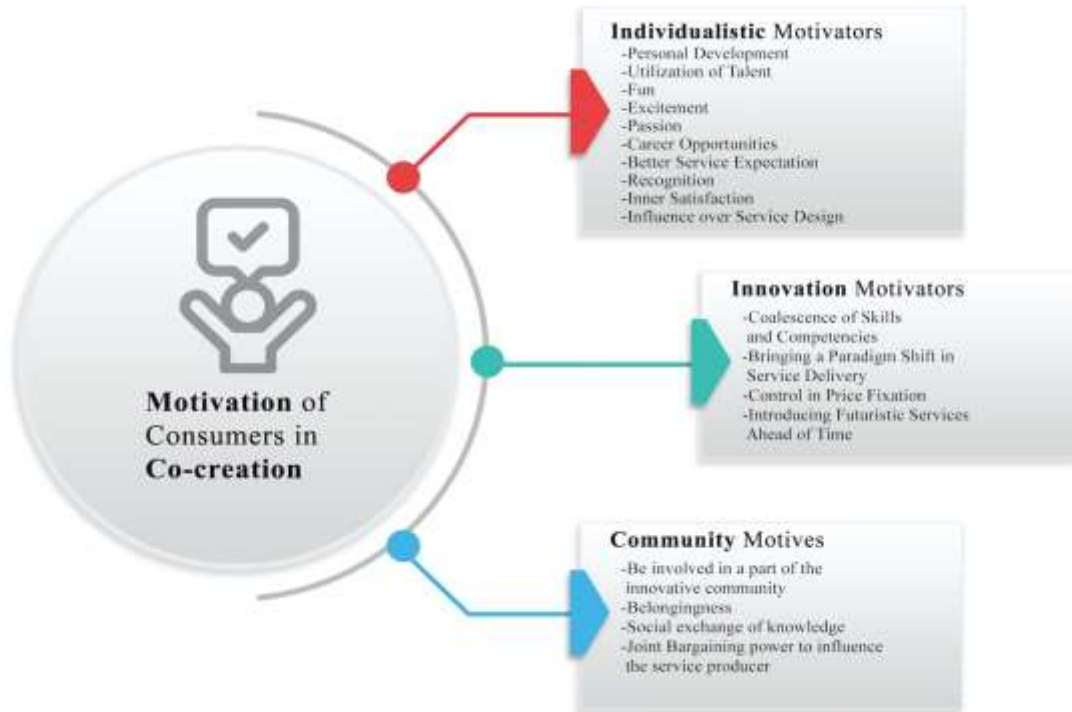 Motivation of
Consumers in
Co-creation
Individualistic Motivators
-Personal Development
-Utilization of Talent
-Fun
-Excitement
-Passion
-Career Opportunities
-Better Service Expectation
-Recognition
-Inner Satisfaction
-Influence over Service Design
Innovation Motivators
-Coalescence of Skills
and Competencies
-Bringing a Paradigm Shift in
Service Delivery
-Control in Price Fixation
-Introducing Futuristic Services
Ahead of Time
Community Motives
-Be involved in a part of the
innovative community
-Belongingness
-Social exchange of knowledge
-Joint Bargaining power to influence
the service producer